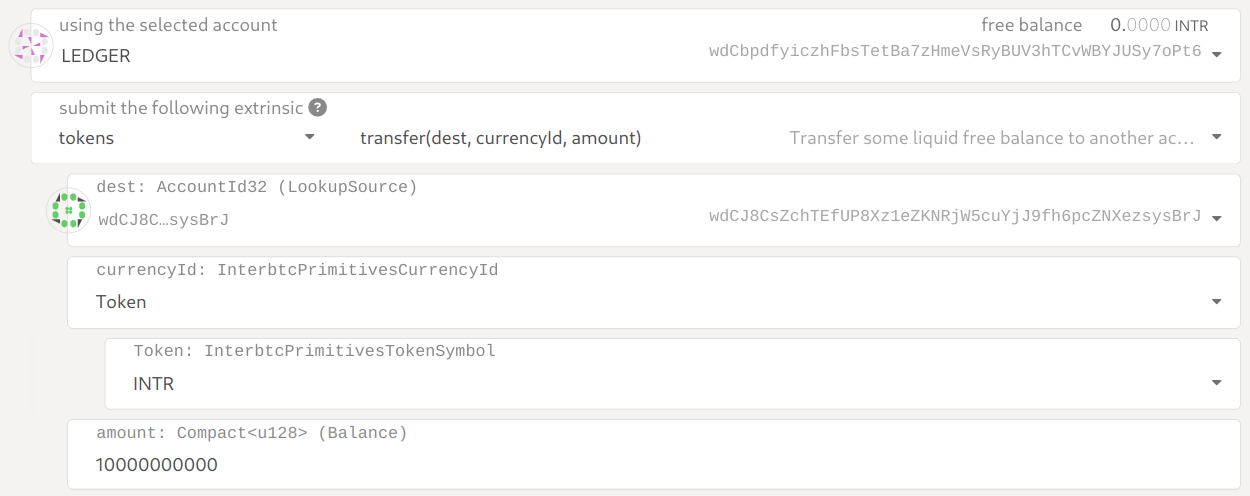 using the selected account
free balance 0.0000 INTR
LEDGER
wdCbpdfyiczhFbsTetBa7zHmeVsRyBUV3hTCvWBYJUSy7oPt6
submit the following extrinsic ?
tokens
transfer(dest, currencyId, amount)
Transfer some liquid free balance to another ac...
dest: AccountId32 (LookupSource)
wdCJ8C…sysBrJ
wdCJ8CsZchTEfUP8Xz1eZKNRjW5cuYjJ9fh6pcZNXezsysBrJ
currencyId: InterbtcPrimitivesCurrencyId
Token
Token: InterbtcPrimitivesTokenSymbol
INTR
amount: Compact<u128> (Balance)
10000000000